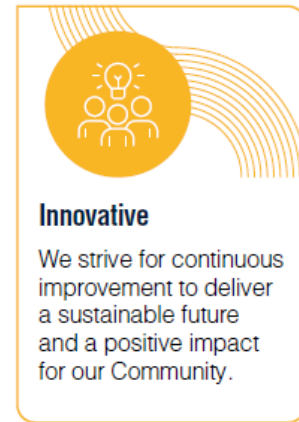 Innovative
We strive for continuous
improvement to deliver
a sustainable future
and a positive impact
for our Community.